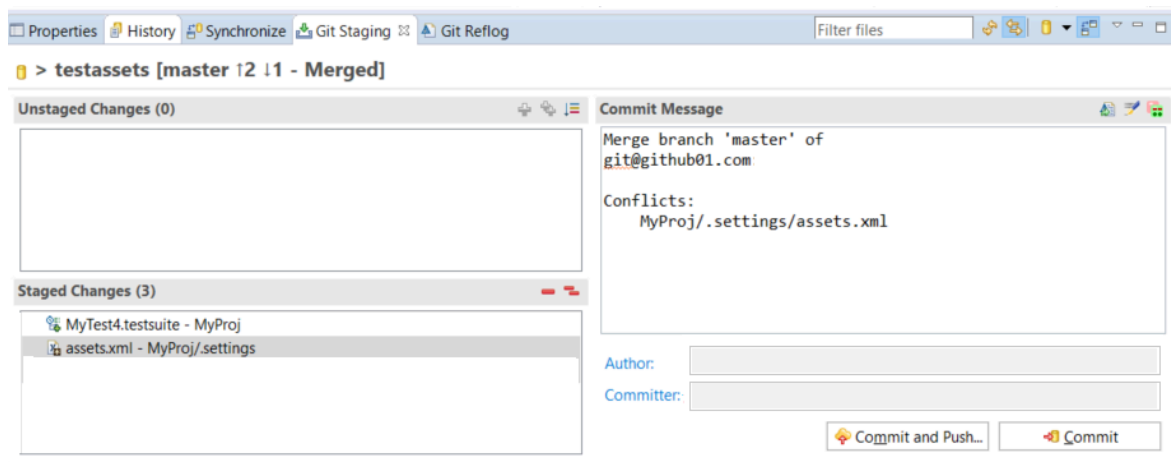 Properties History Synchronize Git Staging Git Reflog Filter files
> testassets [master ↑2 ↓1 - Merged]
Unstaged Changes (0)
Commit Message
Merge branch 'master' of
git@github01.com
Conflicts:
MyProj/.settings/assets.xml
Staged Changes (3)
MyTest4.testsuite - MyProj
assets.xml - MyProj/.settings
Author:
Committer:
Commit and Push...
Commit